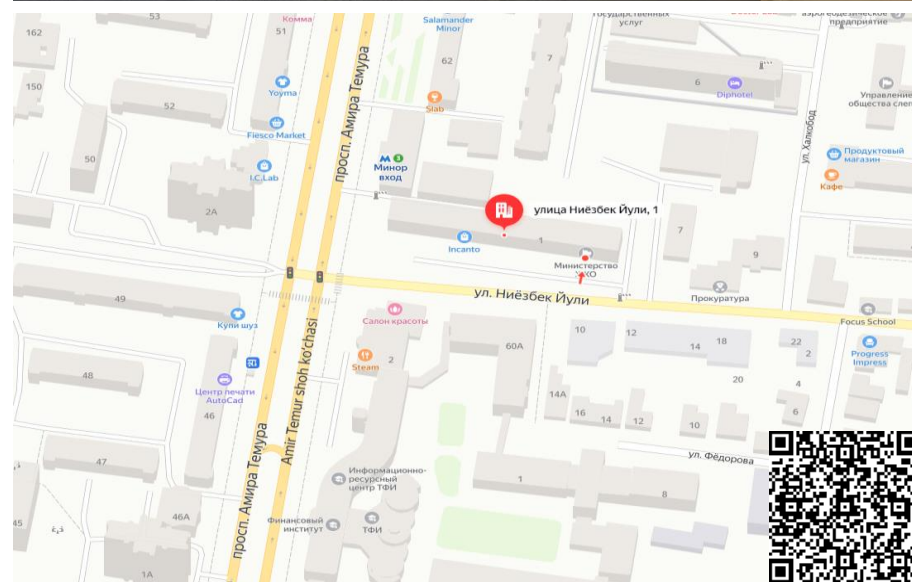 53
Комма
51
Salamander
Minor
62
7
государственных
услуг
аэрогеодезическое
предприятие
162
150
Yoyma
52
Fiesco Market
просп. Амира Темура
Slab
6
Diphotel
Управление
общества слеп
50
LC.Lab
2A
М 3
Минор
вход
ул. Халкобод
Продуктовый
магазин
Кафе
улица Ниёзбек Йули, 1
1
Incanto
Министерство
7
9
ул. Ниёзбек Йули
Прокуратура
49
Купи шуз
Салон красоты
Focus School
48
Amir Temur shoh ko'chasi
2
Steam
60А
10
12
14
18
22
2
Progress
Impress
Центр печати
AutoCad
46
14А
16
14
12
10
20
4
6
просп. Амира Темура
47
ул. Фёдорова
Информационно-
ресурсный
центр ТФИ
1
8
45
46А
Финансовый
институт
ТФИ
1А